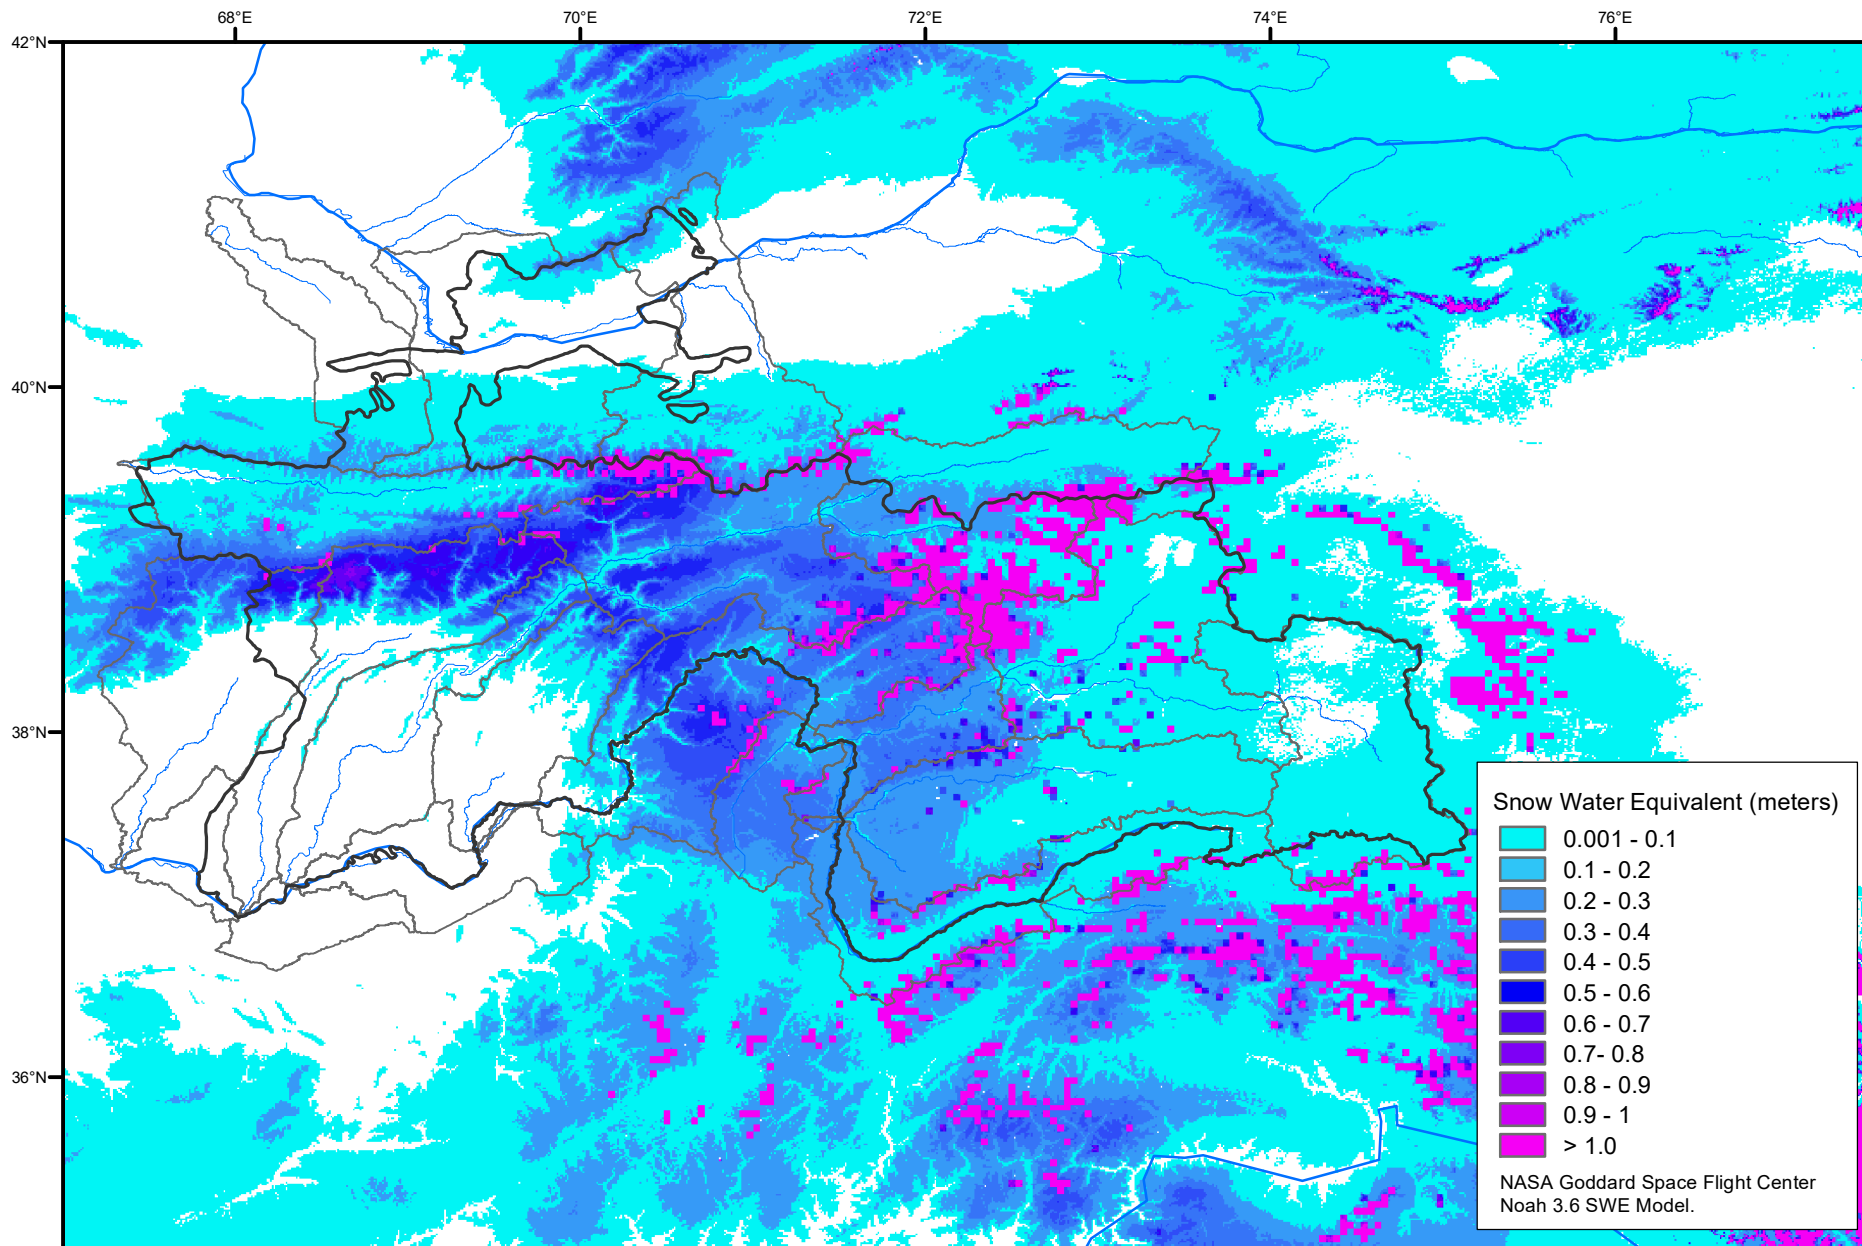 68°E
70°E
72°E
74°E
76°E
42°N
40°N
38°N
36°N
Snow Water Equivalent (meters)
0.001 - 0.1
0.1 - 0.2
0.2 - 0.3
0.3 - 0.4
0.4 - 0.5
0.5 - 0.6
0.6 - 0.7
0.7- 0.8
0.8 - 0.9
0.9 - 1
> 1.0
NASA Goddard Space Flight Center
Noah 3.6 SWE Model.